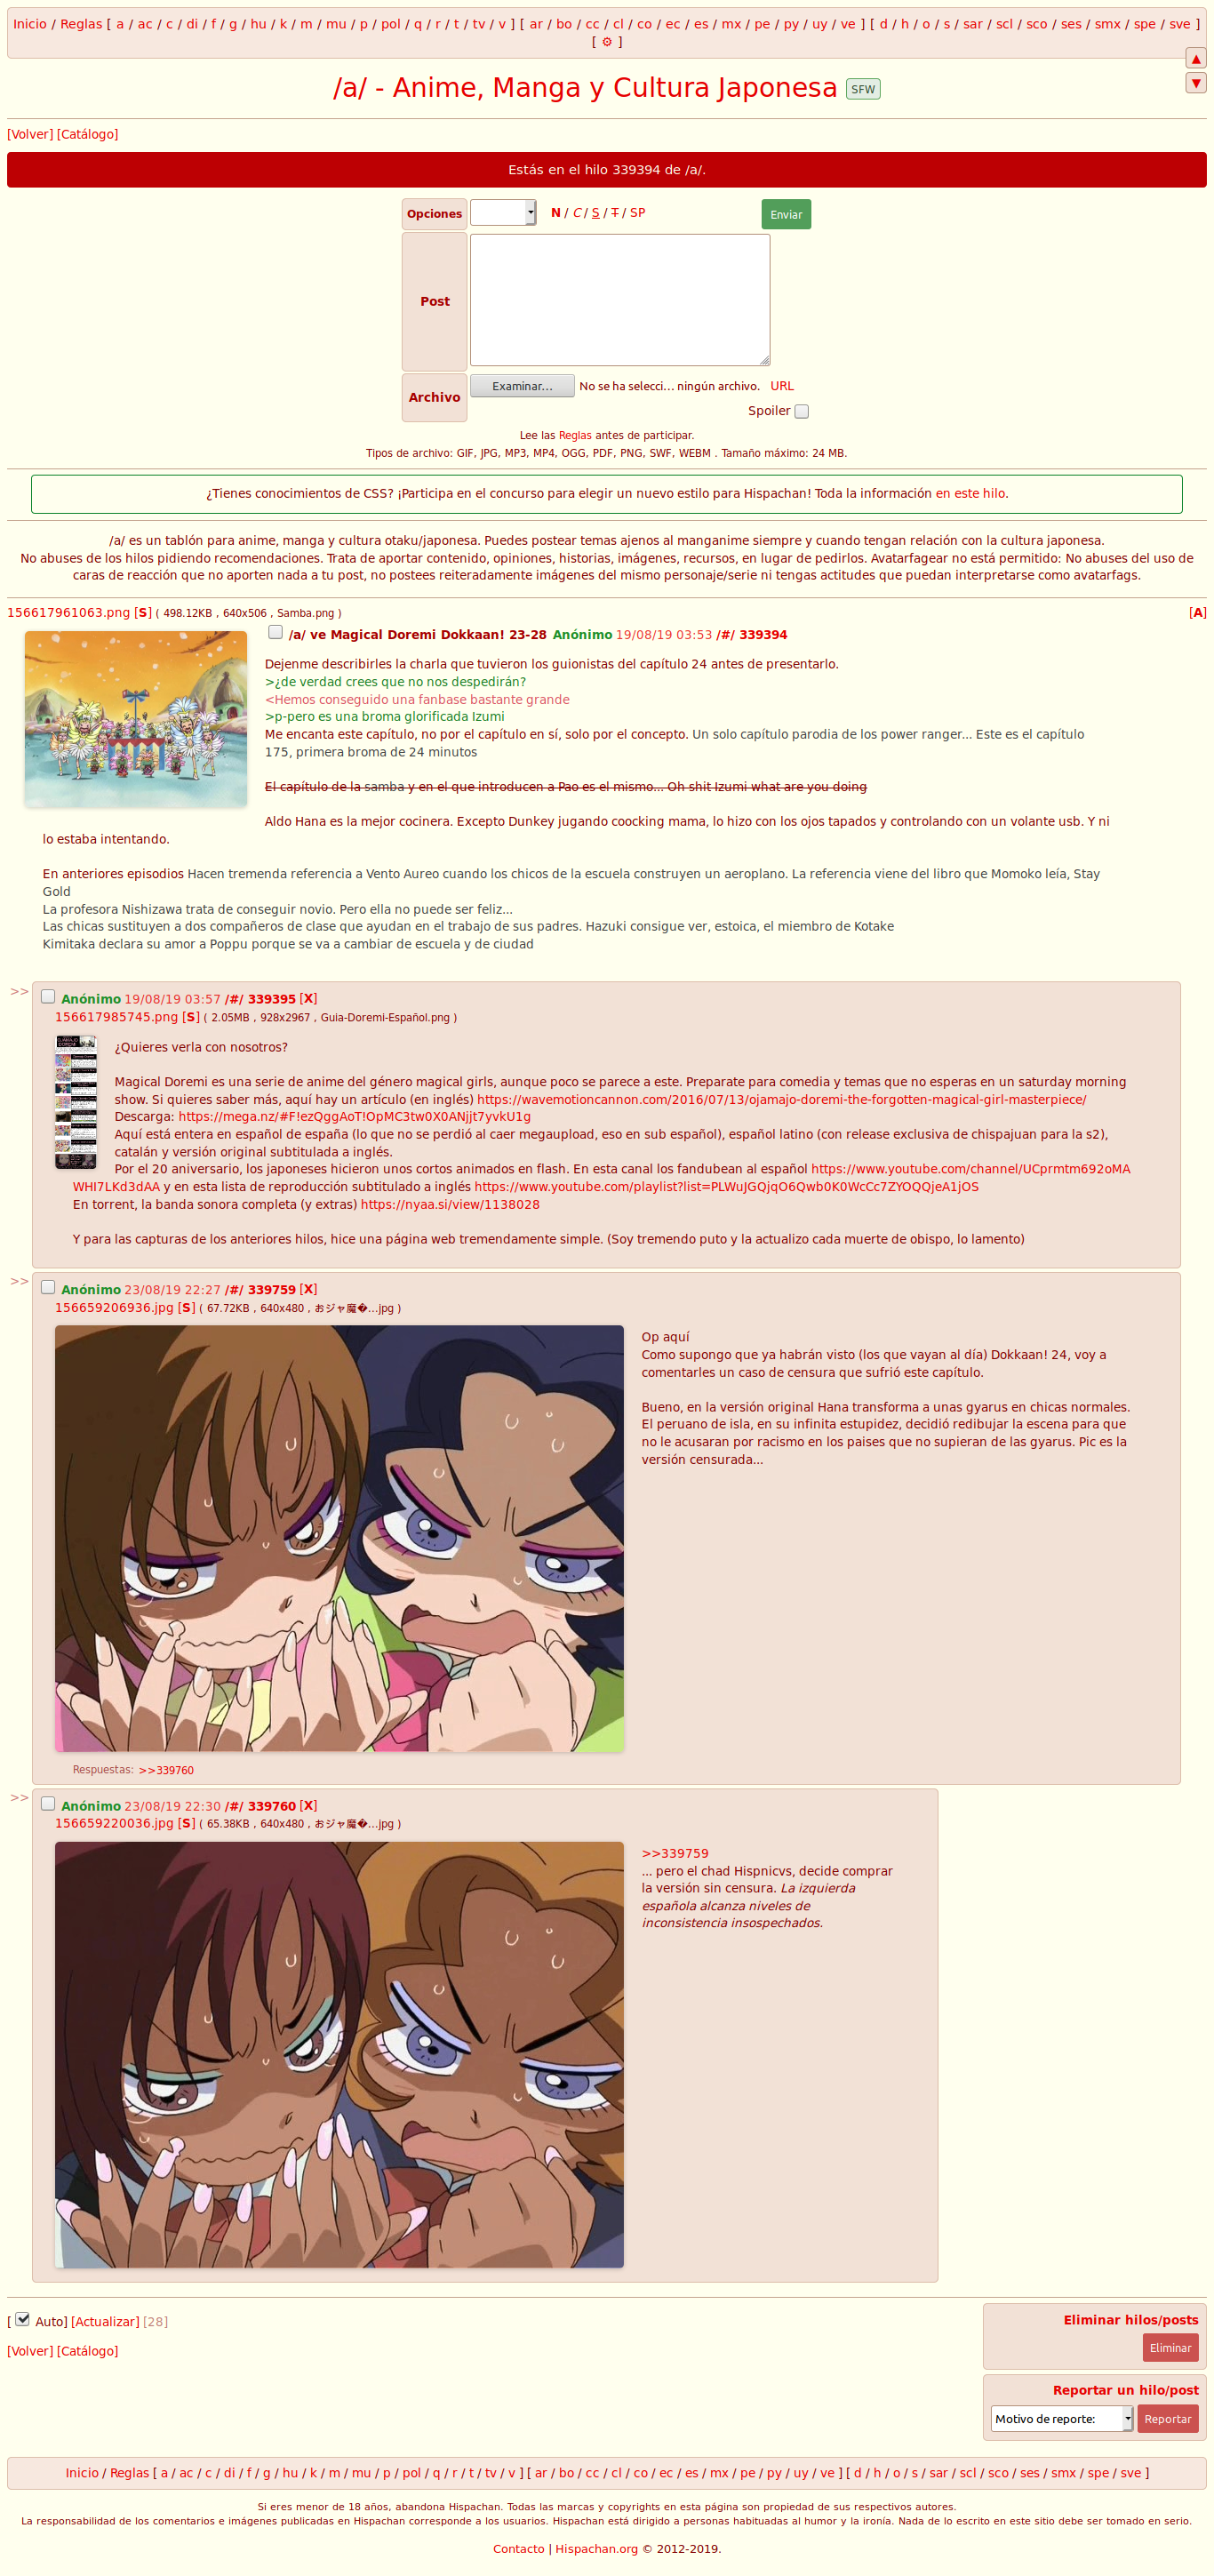 Inicio / Reglas [ a / ac / c / di / f / g / hu / k / m / mu / p / pol / q / r / t / tv / v ] [ ar / bo / cc / cl / co / ec / es / mx / pe / py / uy / ve ] [ d / h / o / s / sar / scl / sco / ses / smx / spe / sve ]
[ ⚙ ]
▲
/a/ - Anime, Manga y Cultura Japonesa SFW
▼
[Volver] [Catálogo]
Estás en el hilo 339394 de /a/.
Opciones N / C / S / T / SP Enviar
Post
Archivo Examinar... No se ha selecci... ningún archivo. URL
Spoiler
Lee las Reglas antes de participar.
Tipos de archivo: GIF, JPG, MP3, MP4, OGG, PDF, PNG, SWF, WEBM . Tamaño máximo: 24 MB.
¿Tienes conocimientos de CSS? ¡Participa en el concurso para elegir un nuevo estilo para Hispachan! Toda la información en este hilo.
/a/ es un tablón para anime, manga y cultura otaku/japonesa. Puedes postear temas ajenos al manganime siempre y cuando tengan relación con la cultura japonesa.
No abuses de los hilos pidiendo recomendaciones. Trata de aportar contenido, opiniones, historias, imágenes, recursos, en lugar de pedirlos. Avatarfagear no está permitido: No abuses del uso de
caras de reacción que no aporten nada a tu post, no postees reiteradamente imágenes del mismo personaje/serie ni tengas actitudes que puedan interpretarse como avatarfags.
156617961063.png [S] ( 498.12KB , 640x506 , Samba.png ) [A]
/a/ ve Magical Doremi Dokkaan! 23-28 Anónimo 19/08/19 03:53 /#/ 339394
Dejenme describirles la charla que tuvieron los guionistas del capítulo 24 antes de presentarlo.
>¿de verdad crees que no nos despedirán?
<Hemos conseguido una fanbase bastante grande
>p-pero es una broma glorificada Izumi
Me encanta este capítulo, no por el capítulo en sí, solo por el concepto. Un solo capítulo parodia de los power ranger... Este es el capítulo
175, primera broma de 24 minutos
El capítulo de la samba y en el que introducen a Pao es el mismo... Oh shit Izumi what are you doing
Aldo Hana es la mejor cocinera. Excepto Dunkey jugando coocking mama, lo hizo con los ojos tapados y controlando con un volante usb. Y ni
lo estaba intentando.
En anteriores episodios Hacen tremenda referencia a Vento Aureo cuando los chicos de la escuela construyen un aeroplano. La referencia viene del libro que Momoko leía, Stay
Gold
La profesora Nishizawa trata de conseguir novio. Pero ella no puede ser feliz...
Las chicas sustituyen a dos compañeros de clase que ayudan en el trabajo de sus padres. Hazuki consigue ver, estoica, el miembro de Kotake
Kimitaka declara su amor a Poppu porque se va a cambiar de escuela y de ciudad
>> Anónimo 19/08/19 03:57 /#/ 339395 [X]
156617985745.png [S] ( 2.05MB , 928x2967 , Guia-Doremi-Español.png )
¿Quieres verla con nosotros?
Magical Doremi es una serie de anime del género magical girls, aunque poco se parece a este. Preparate para comedia y temas que no esperas en un saturday morning
show. Si quieres saber más, aquí hay un artículo (en inglés) https://wavemotioncannon.com/2016/07/13/ojamajo-doremi-the-forgotten-magical-girl-masterpiece/
Descarga: https://mega.nz/#F!ezQggAoT!OpMC3tw0X0ANjjt7yvkU1g
Aquí está entera en español de españa (lo que no se perdió al caer megaupload, eso en sub español), español latino (con release exclusiva de chispajuan para la s2),
catalán y versión original subtitulada a inglés.
Por el 20 aniversario, los japoneses hicieron unos cortos animados en flash. En esta canal los fandubean al español https://www.youtube.com/channel/UCprmtm692oMA
WHI7LKd3dAA y en esta lista de reproducción subtitulado a inglés https://www.youtube.com/playlist?list=PLWuJGQjqO6Qwb0K0WcCc7ZYOQQjeA1jOS
En torrent, la banda sonora completa (y extras) https://nyaa.si/view/1138028
Y para las capturas de los anteriores hilos, hice una página web tremendamente simple. (Soy tremendo puto y la actualizo cada muerte de obispo, lo lamento)
>> Anónimo 23/08/19 22:27 /#/ 339759 [X]
156659206936.jpg [S] ( 67.72KB , 640x480 , おジャ魔�...jpg )
Op aquí
Como supongo que ya habrán visto (los que vayan al día) Dokkaan! 24, voy a
comentarles un caso de censura que sufrió este capítulo.
Bueno, en la versión original Hana transforma a unas gyarus en chicas normales.
El peruano de isla, en su infinita estupidez, decidió redibujar la escena para que
no le acusaran por racismo en los paises que no supieran de las gyarus. Pic es la
versión censurada...
Respuestas: >>339760
>> Anónimo 23/08/19 22:30 /#/ 339760 [X]
156659220036.jpg [S] ( 65.38KB , 640x480 , おジャ魔�...jpg )
>>339759
... pero el chad Hispnicvs, decide comprar
la versión sin censura. La izquierda
española alcanza niveles de
inconsistencia insospechados.
[ Auto] [Actualizar] [28]
[Volver] [Catálogo]
Eliminar hilos/posts
Eliminar
Reportar un hilo/post
Motivo de reporte: Reportar
Inicio / Reglas [ a / ac / c / di / f / g / hu / k / m / mu / p / pol / q / r / t / tv / v ] [ ar / bo / cc / cl / co / ec / es / mx / pe / py / uy / ve ] [ d / h / o / s / sar / scl / sco / ses / smx / spe / sve ]
Si eres menor de 18 años, abandona Hispachan. Todas las marcas y copyrights en esta página son propiedad de sus respectivos autores.
La responsabilidad de los comentarios e imágenes publicadas en Hispachan corresponde a los usuarios. Hispachan está dirigido a personas habituadas al humor y la ironía. Nada de lo escrito en este sitio debe ser tomado en serio.
Contacto | Hispachan.org © 2012-2019.